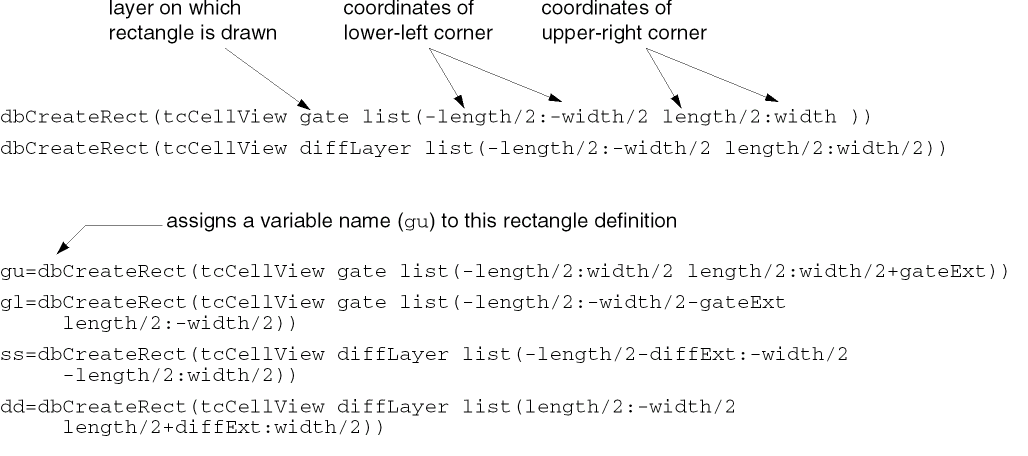 layer on which
rectangle is drawn
coordinates of
lower-left corner
coordinates of
upper-right corner
dbCreateRect(tcCellView gate list(-length/2:-width/2 length/2:width ))
dbCreateRect(tcCellView diffLayer list(-length/2:-width/2 length/2:width/2))
assigns a variable name (gu) to this rectangle definition
gu=dbCreateRect(tcCellView gate list(-length/2:width/2 length/2:width/2+gateExt))
gl=dbCreateRect(tcCellView gate list(-length/2:-width/2-gateExt
length/2:-width/2))
ss=dbCreateRect(tcCellView diffLayer list(-length/2-diffExt:-width/2
-length/2:width/2))
dd=dbCreateRect(tcCellView diffLayer list(length/2:-width/2
length/2+diffExt:width/2))